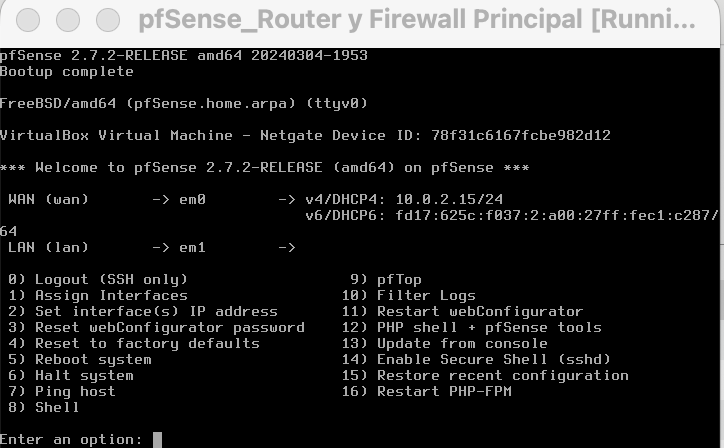 pfSense_Router y Firewall Principal [Runni...
pfSense 2.7.2-RELEASE amd64 20240304-1953
Bootup complete
FreeBSD/amd64 (pfSense.home.arpa) (ttyv0)
VirtualBox Virtual Machine - Netgate Device ID: 78f31c6167fcbe982d12
*** Welcome to pfSense 2.7.2-RELEASE (amd64) on pfSense ***
WAN (wan) -> em0 -> v4/DHCP4: 10.0.2.15/24
v6/DHCP6: fd17:625c:f037:2:a00:27ff:fec1:c287/
64
LAN (lan) -> em1 ->
0) Logout (SSH only) 9) pfTop
1) Assign Interfaces 10) Filter Logs
2) Set interface(s) IP address 11) Restart webConfigurator
3) Reset webConfigurator password 12) PHP shell + pfSense tools
4) Reset to factory defaults 13) Update from console
5) Reboot system 14) Enable Secure Shell (sshd)
6) Halt system 15) Restore recent configuration
7) Ping host 16) Restart PHP-FPM
8) Shell
Enter an option: